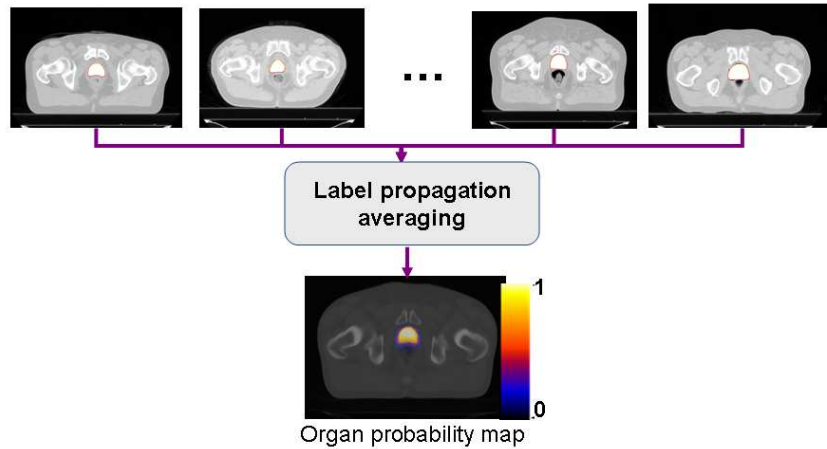 ...
Label propagation
averaging
1
0
Organ probability map